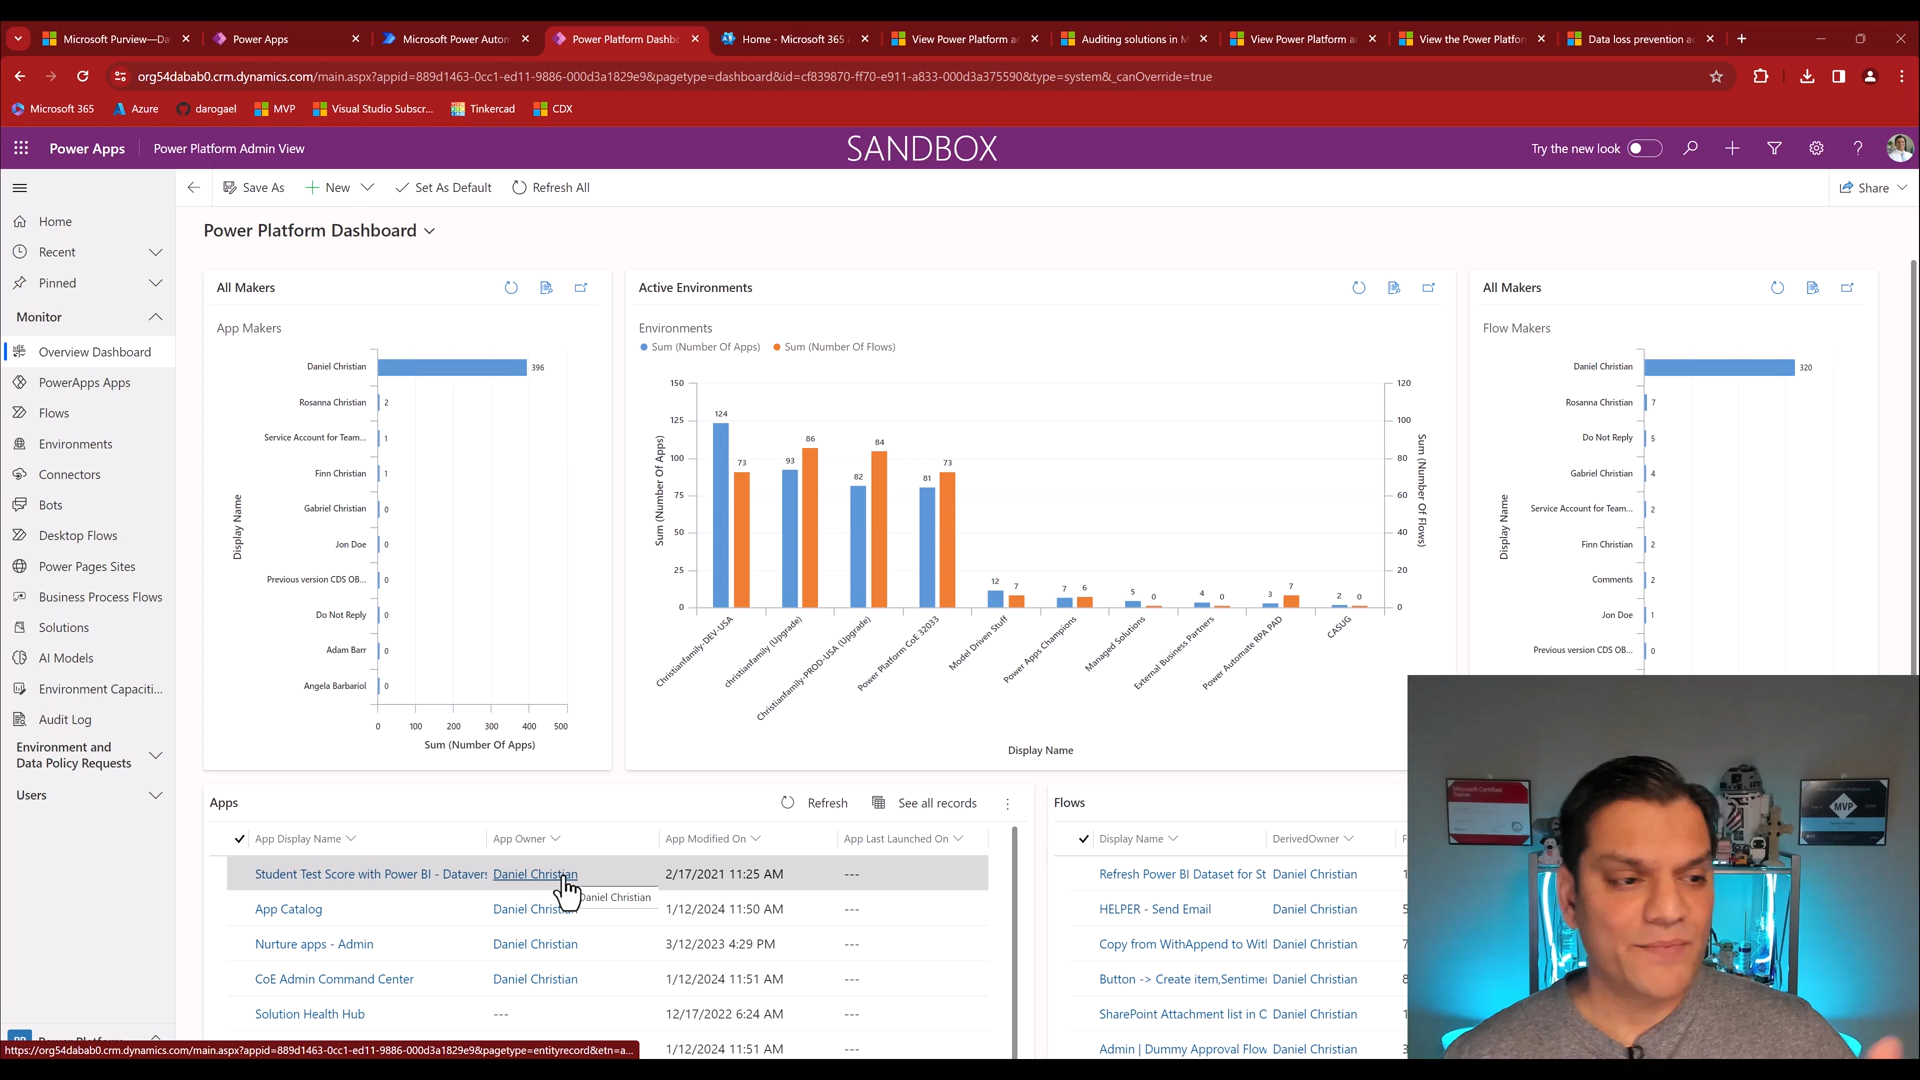 Microsoft Purview—Da
Power Apps
Microsoft Power Autom
Power Platform Dashbo
Home - Microsoft 365
View Power Platform a
Auditing solutions in M
View Power Platform a
View the Power Platfor
Data loss prevention a
org54dabab0.crm.dynamics.com/main.aspx?appid=889d1463-0cc1-ed11-9886-000d3a1829e9&pagetype=dashboard&id=cf839870-ff70-e911-a833-000d3a375590&type=system&_canOverride=true
Microsoft 365
Azure
darogael
MVP
Visual Studio Subscr...
Tinkercad
CDX
Power Apps
Power Platform Admin View
SANDBOX
Try the new look
Save As
New
Set As Default
Refresh All
Share
Home
Recent
Pinned
Monitor
Overview Dashboard
PowerApps Apps
Flows
Environments
Connectors
Bots
Desktop Flows
Power Pages Sites
Business Process Flows
Solutions
AI Models
Environment Capaciti...
Audit Log
Environment and
Data Policy Requests
Users
Power Platform Dashboard
All Makers
App Makers
Display Name
Daniel Christian 396
Rosanna Christian 2
Service Account for Team... 1
Finn Christian 1
Gabriel Christian 0
Jon Doe 0
Previous version CDS OB... 0
Do Not Reply 0
Adam Barr 0
Angela Barbariol 0
0 100 200 300 400 500
Sum (Number Of Apps)
Active Environments
Environments
Sum (Number Of Apps) Sum (Number Of Flows)
Sum (Number Of Apps)
150
125
100
75
50
25
0
124 73
93 86
82 84
81 73
12 7
7 6
5 0
4 0
3 7
2 0
120
100
80
60
40
20
0
Sum (Number Of Flows)
Christianfamily-DEV-USA
christianfamily (Upgrade)
Christianfamily-PROD-USA (Upgrade)
Power Platform CoE 32033
Model Driven Stuff
Power Apps Champions
Managed Solutions
External Business Partners
Power Automate RPA PAD
CASUG
Display Name
All Makers
Flow Makers
Display Name
Daniel Christian 320
Rosanna Christian 7
Do Not Reply 5
Gabriel Christian 4
Service Account for Team... 2
Finn Christian 2
Comments 2
Jon Doe 1
Previous version CDS OB... 0
Apps
Refresh
See all records
App Display Name
App Owner
App Modified On
App Last Launched On
Student Test Score with Power BI - Datavers Daniel Christian 2/17/2021 11:25 AM ---
Daniel Christian
App Catalog Daniel Christian 1/12/2024 11:50 AM ---
Nurture apps - Admin Daniel Christian 3/12/2023 4:29 PM ---
CoE Admin Command Center Daniel Christian 1/12/2024 11:51 AM ---
Solution Health Hub --- 12/17/2022 6:24 AM ---
1/12/2024 11:51 AM ---
Flows
Display Name
DerivedOwner
Refresh Power BI Dataset for St Daniel Christian
HELPER - Send Email Daniel Christian
Copy from WithAppend to Witl Daniel Christian
Button -> Create item,Sentimer Daniel Christian
SharePoint Attachment list in C Daniel Christian
Admin | Dummy Approval Flow Daniel Christian
https://org54dabab0.crm.dynamics.com/main.aspx?appid=889d1463-0cc1-ed11-9886-000d3a1829e9&pagetype=entityrecord&etn=a...
MVP